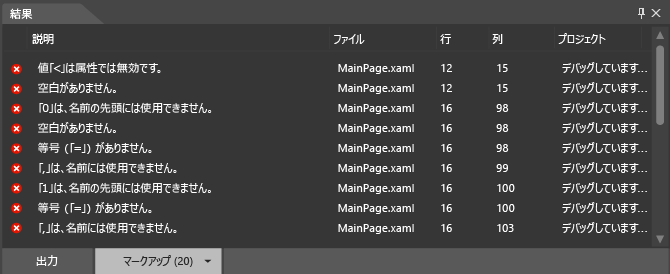 結果
説明 ファイル 行 列 プロジェクト
値「<」は属性では無効です。 MainPage.xaml 12 15 デバッグしています...
空白がありません。 MainPage.xaml 12 15 デバッグしています...
「0」は、名前の先頭には使用できません。 MainPage.xaml 16 98 デバッグしています...
空白がありません。 MainPage.xaml 16 98 デバッグしています...
等号 (「=」) がありません。 MainPage.xaml 16 98 デバッグしています...
「,」は、名前には使用できません。 MainPage.xaml 16 99 デバッグしています...
「1」は、名前の先頭には使用できません。 MainPage.xaml 16 100 デバッグしています...
等号 (「=」) がありません。 MainPage.xaml 16 100 デバッグしています...
「,」は、名前には使用できません。 MainPage.xaml 16 103 デバッグしています...
出力 マークアップ (20)